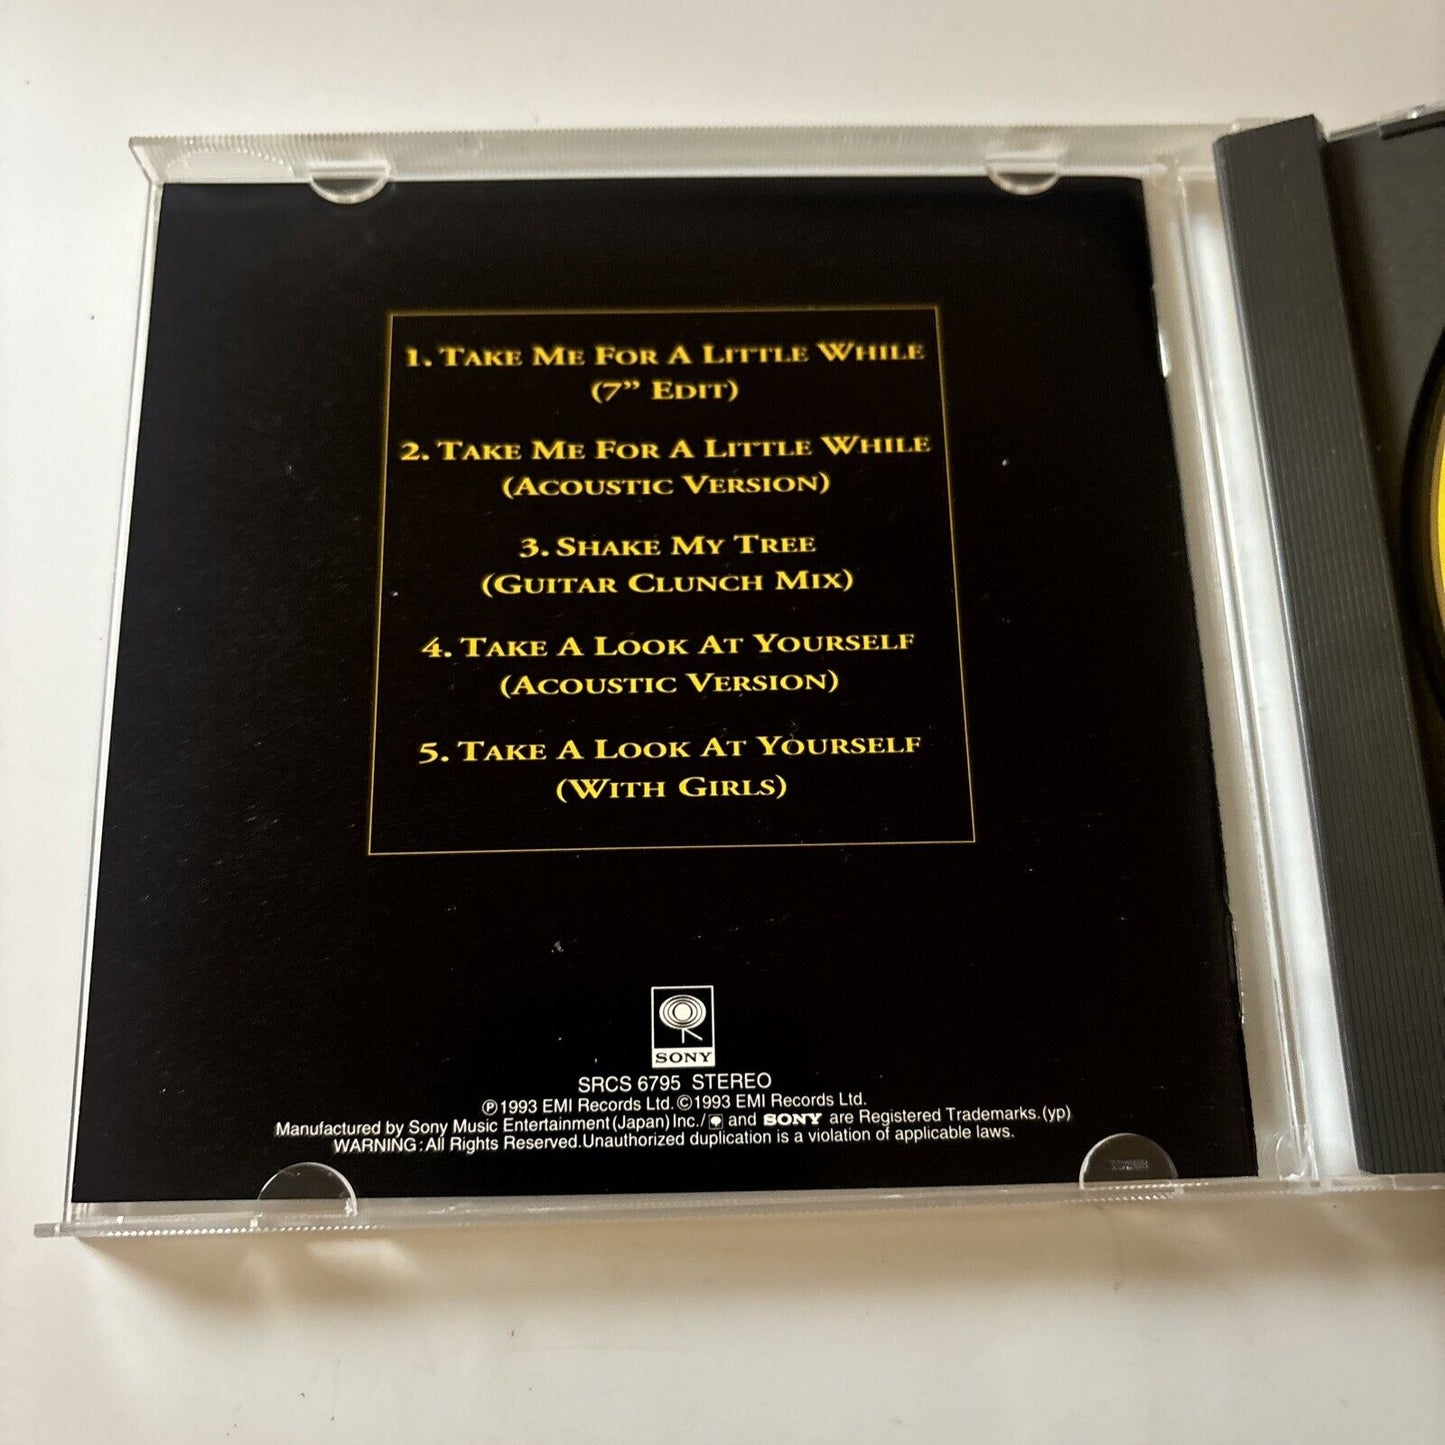 1. Take Me For A Little While
(7” Edit)
2. Take Me For A Little While
(Acoustic Version)
3. Shake My Tree
(Guitar Clunch Mix)
4. Take A Look At Yourself
(Acoustic Version)
5. Take A Look At Yourself
(With Girls)
SONY
SRCS 6795 STEREO
℗1993 EMI Records Ltd. ©1993 EMI Records Ltd.
Manufactured by Sony Music Entertainment (Japan) Inc./ and SONY are Registered Trademarks. (yp)
WARNING: All Rights Reserved. Unauthorized duplication is a violation of applicable laws.